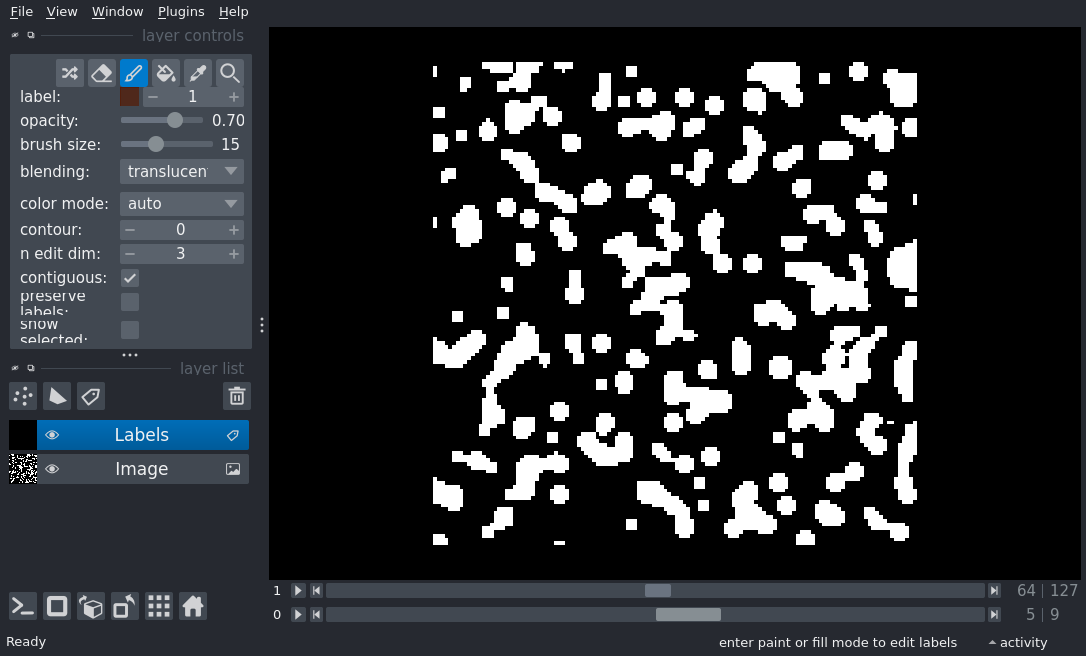 File View Window Plugins Help
layer controls
label: 1
opacity: 0.70
brush size: 15
blending: translucen
color mode: auto
contour: 0
n edit dim: 3
contiguous:
preserve
labels:
show
selected:
layer list
Labels
Image
1 64 127
0 5 9
Ready enter paint or fill mode to edit labels activity